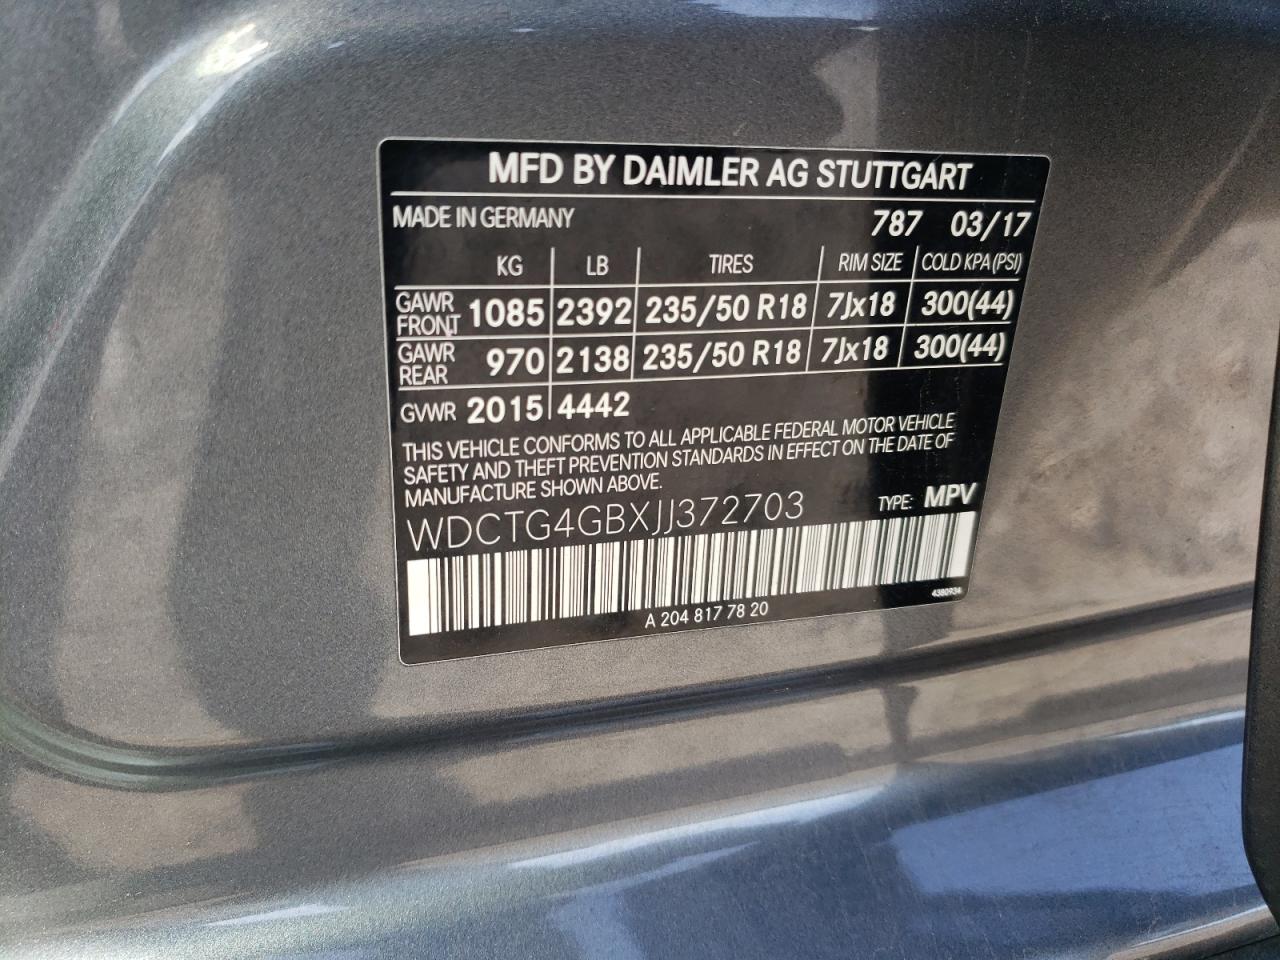 MFD BY DAIMLER AG STUTTGART
MADE IN GERMANY 787 03/17
KG LB TIRES RIM SIZE COLD KPA (PSI)
GAWR FRONT 1085 2392 235/50 R18 7Jx18 300(44)
GAWR REAR 970 2138 235/50 R18 7Jx18 300(44)
GVWR 2015 4442
THIS VEHICLE CONFORMS TO ALL APPLICABLE FEDERAL MOTOR VEHICLE
SAFETY AND THEFT PREVENTION STANDARDS IN EFFECT ON THE DATE OF
MANUFACTURE SHOWN ABOVE.
WDCTG4GBXJJ372703 TYPE: MPV
A 204 817 78 20 4380934